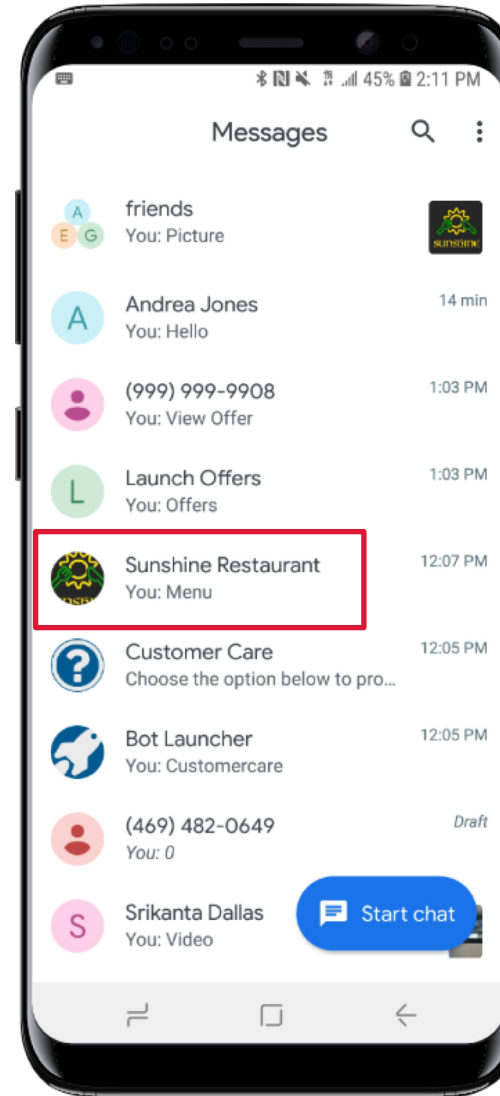 45% 2:11 PM
Messages
A
E G
friends
You: Picture
SUNSHINE
A
Andrea Jones
14 min
You: Hello
(999) 999-9908
1:03 PM
You: View Offer
L
Launch Offers
1:03 PM
You: Offers
Sunshine Restaurant
12:07 PM
You: Menu
?
Customer Care
12:05 PM
Choose the option below to pro...
Bot Launcher
12:05 PM
You: Customercare
(469) 482-0649
Draft
You: 0
S
Srikanta Dallas
You: Video
Start chat